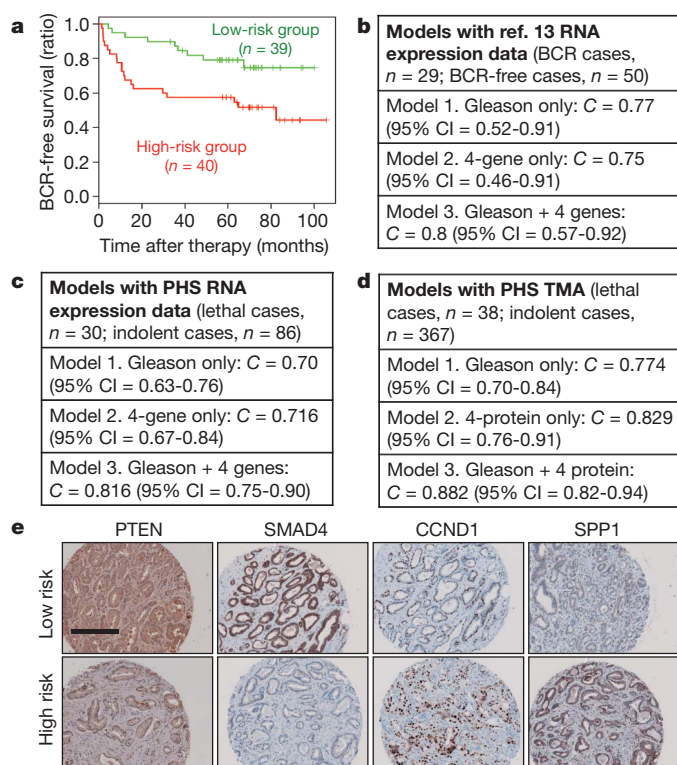 a
BCR-free survival (ratio)
1.0
0.8
0.6
0.4
0.2
0.0
Low-risk group
(n = 39)
High-risk group
(n = 40)
0 20 40 60 80 100
Time after therapy (months)
b
Models with ref. 13 RNA
expression data (BCR cases,
n = 29; BCR-free cases, n = 50)
Model 1. Gleason only: C = 0.77
(95% CI = 0.52-0.91)
Model 2. 4-gene only: C = 0.75
(95% CI = 0.46-0.91)
Model 3. Gleason + 4 genes:
C = 0.8 (95% CI = 0.57-0.92)
c
Models with PHS RNA
expression data (lethal cases,
n = 30; indolent cases, n = 86)
Model 1. Gleason only: C = 0.70
(95% CI = 0.63-0.76)
Model 2. 4-gene only: C = 0.716
(95% CI = 0.67-0.84)
Model 3. Gleason + 4 genes:
C = 0.816 (95% CI = 0.75-0.90)
d
Models with PHS TMA (lethal
cases, n = 38; indolent cases,
n = 367)
Model 1. Gleason only: C = 0.774
(95% CI = 0.70-0.84)
Model 2. 4-protein only: C = 0.829
(95% CI = 0.76-0.91)
Model 3. Gleason + 4 protein:
C = 0.882 (95% CI = 0.82-0.94)
e
PTEN SMAD4 CCND1 SPP1
Low risk
High risk